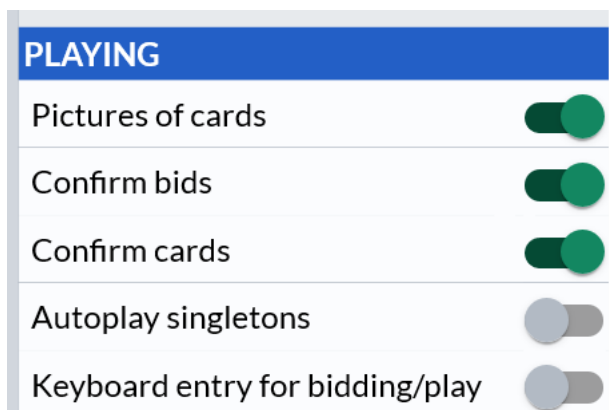 PLAYING
Pictures of cards
Confirm bids
Confirm cards
Autoplay singletons
Keyboard entry for bidding/play